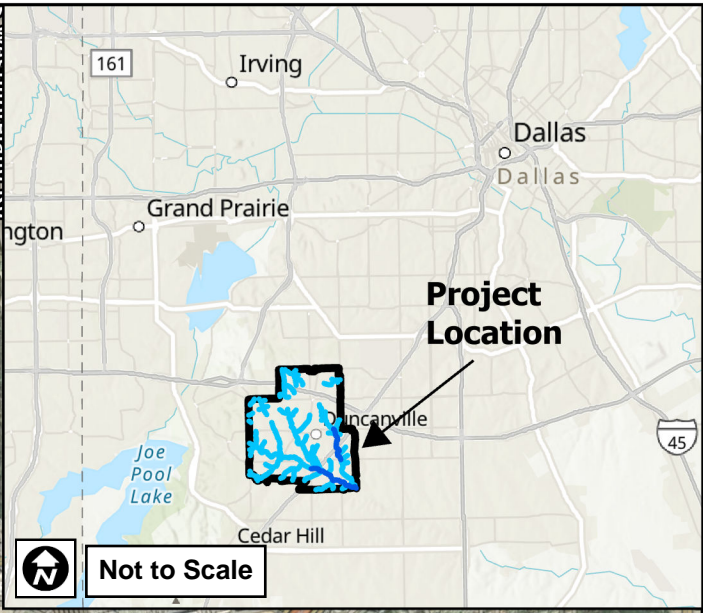 161
Irving
Dallas
Dallas
Grand Prairie
ngton
Project
Location
Duncanville
45
Joe
Pool
Lake
Cedar Hill
N
Not to Scale